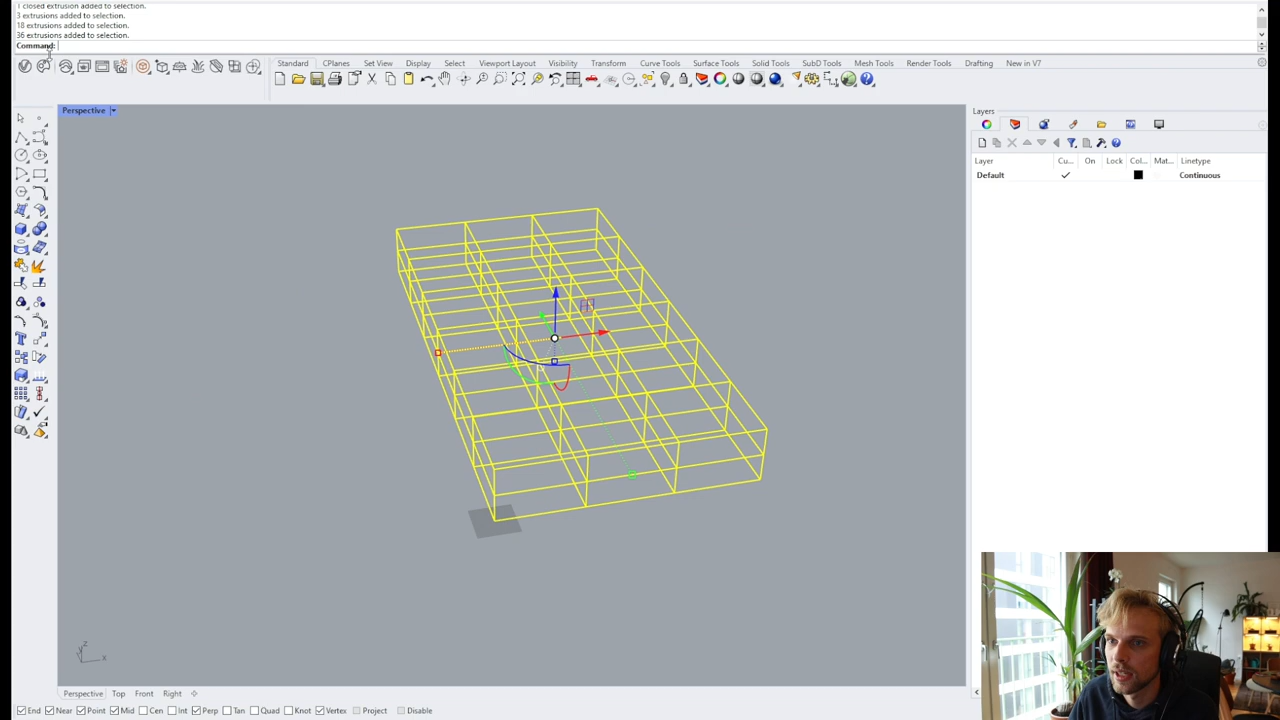 1 closed extrusion added to selection.
3 extrusions added to selection.
18 extrusions added to selection.
36 extrusions added to selection.
Command:
Standard CPlanes Set View Display Select Viewport Layout Visibility Transform Curve Tools Surface Tools Solid Tools SubD Tools Mesh Tools Render Tools Drafting New in V7
Perspective
Layers
Layer Cu... On Lock Col... Mat... Linetype
Default Continuous
z
y
x
Perspective Top Front Right
End Near Point Mid Cen Int Perp Tan Quad Knot Vertex Project Disable